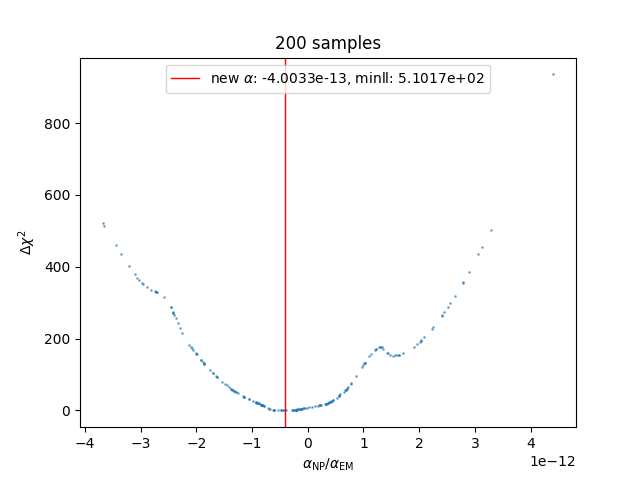 200 samples
new α: -4.0033e-13, minll: 5.1017e+02
800
600
400
200
0
Δχ²
−4 −3 −2 −1 0 1 2 3 4
1e−12
α_NP/α_EM